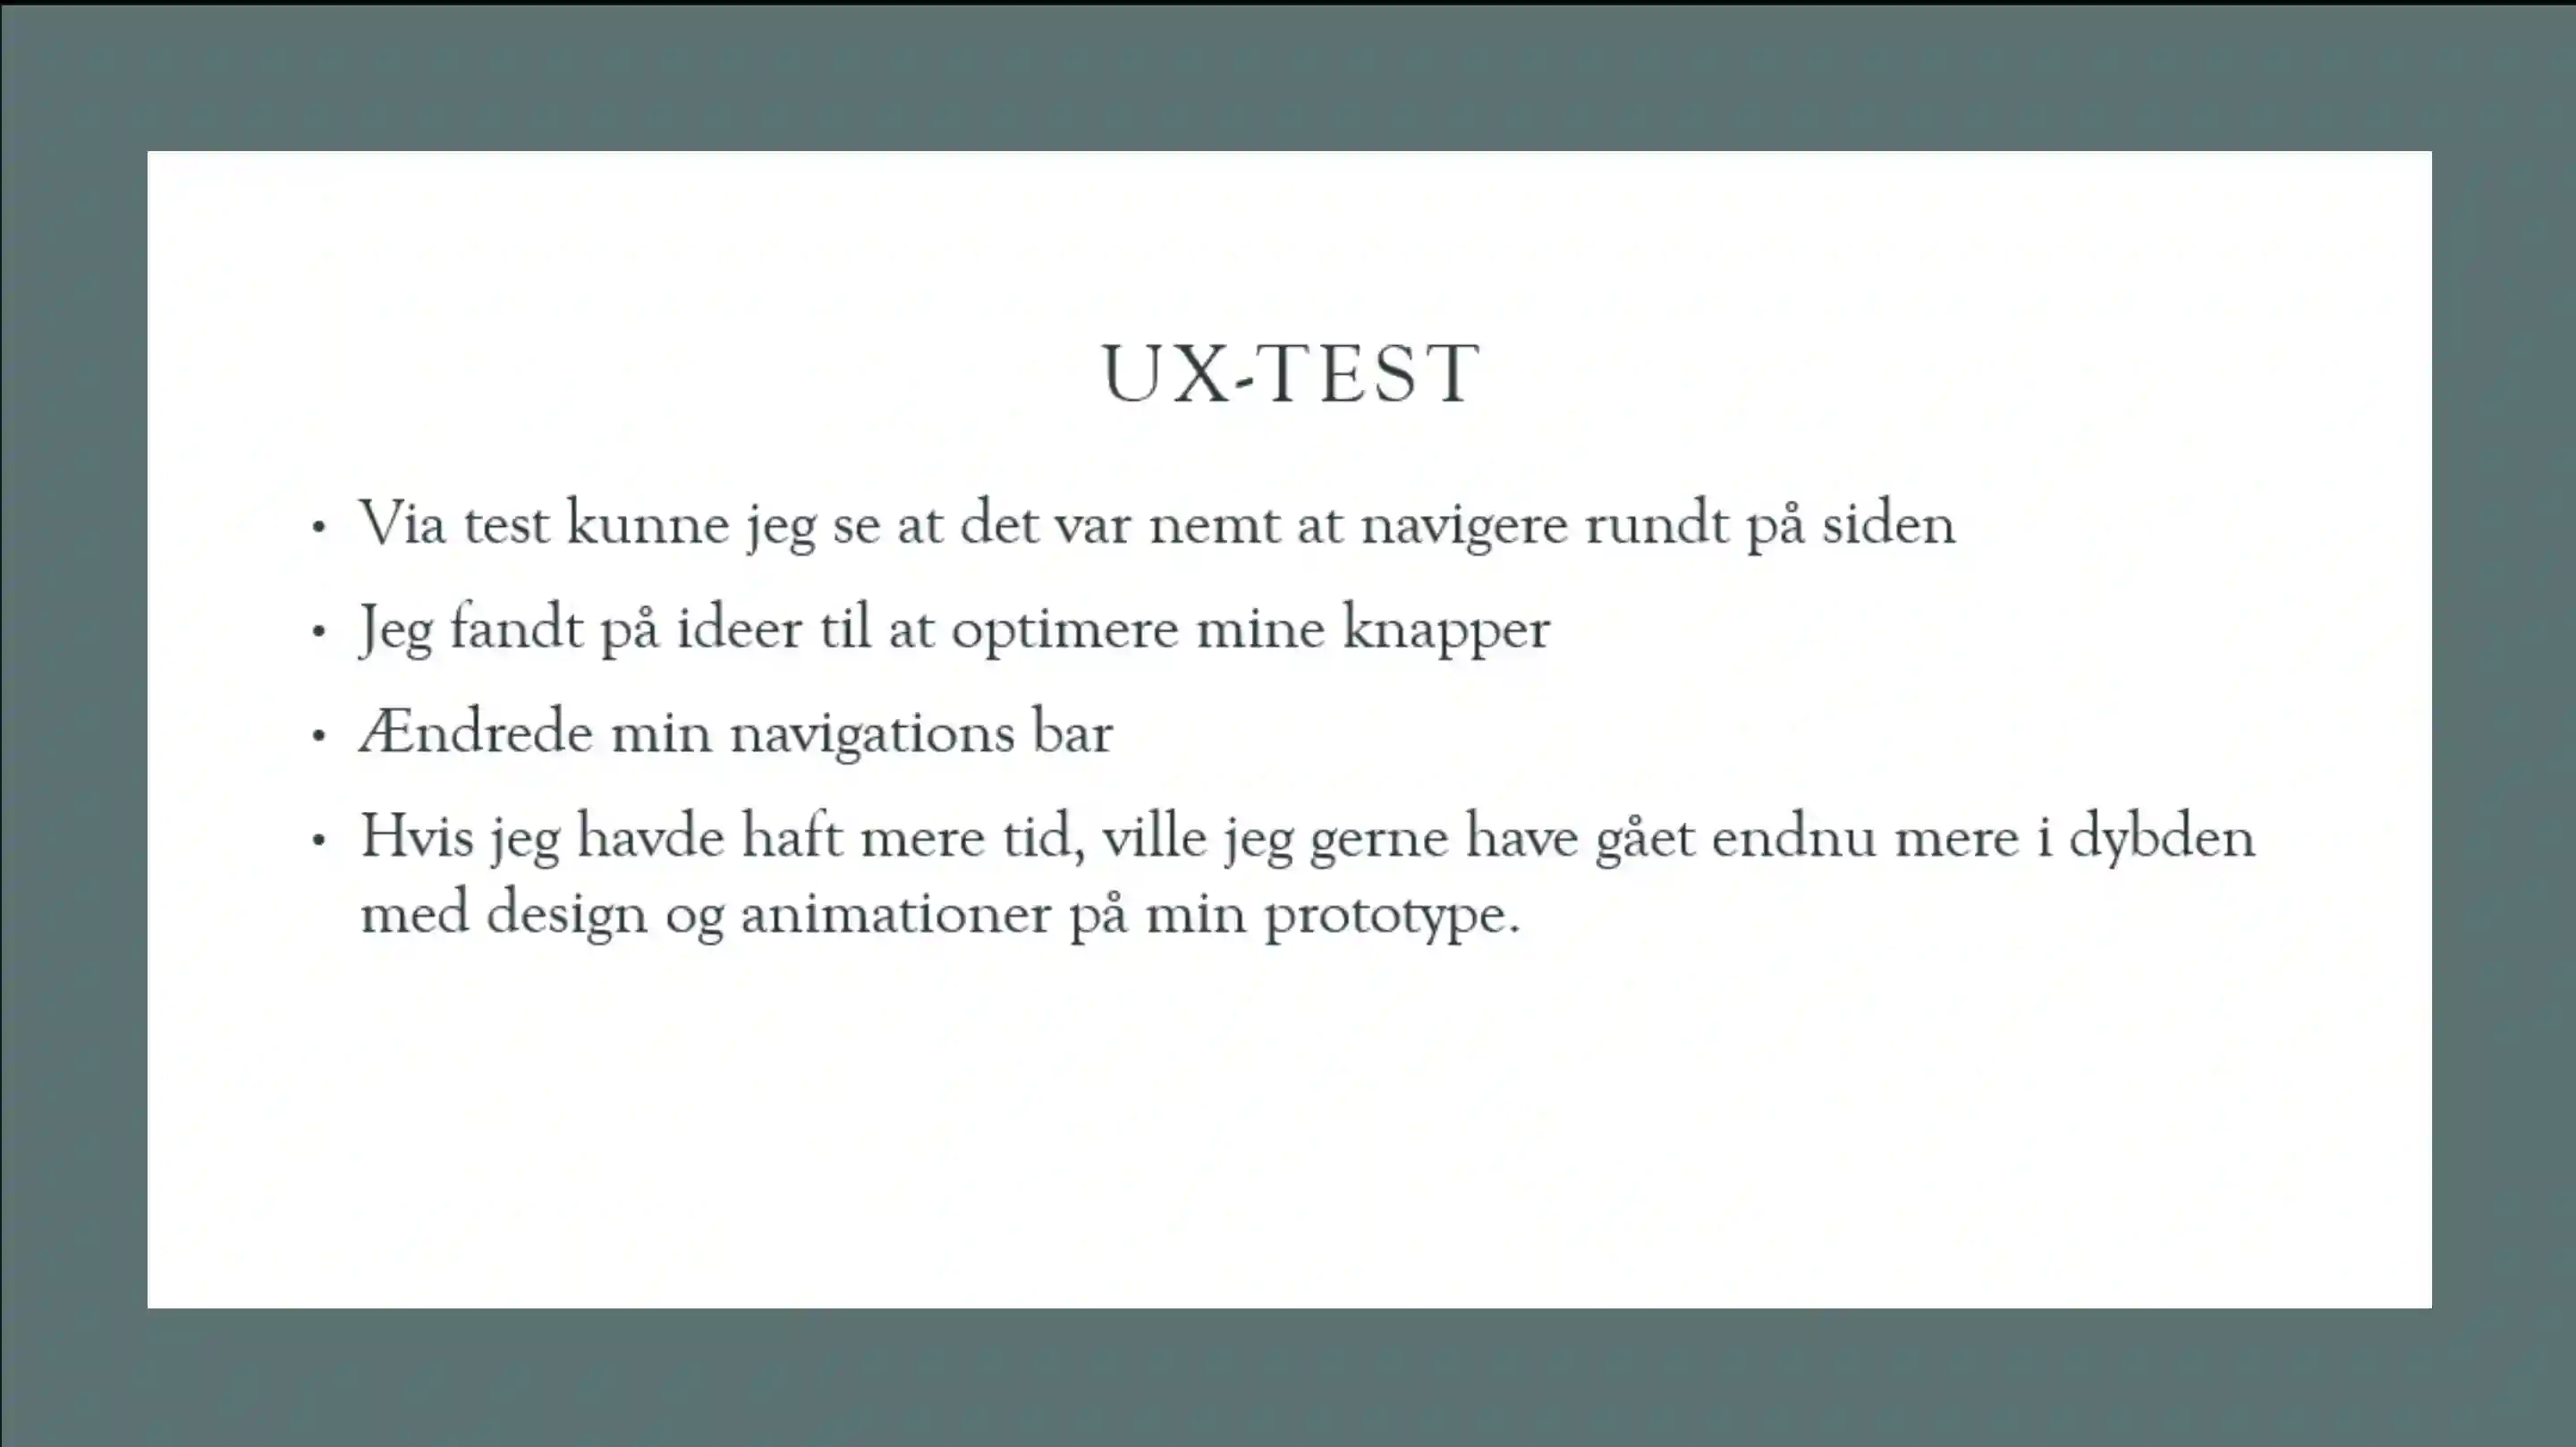 UX-TEST
• Via test kunne jeg se at det var nemt at navigere rundt på siden
• Jeg fandt på ideer til at optimere mine knapper
• Ændrede min navigations bar
• Hvis jeg havde haft mere tid, ville jeg gerne have gået endnu mere i dybden
med design og animationer på min prototype.